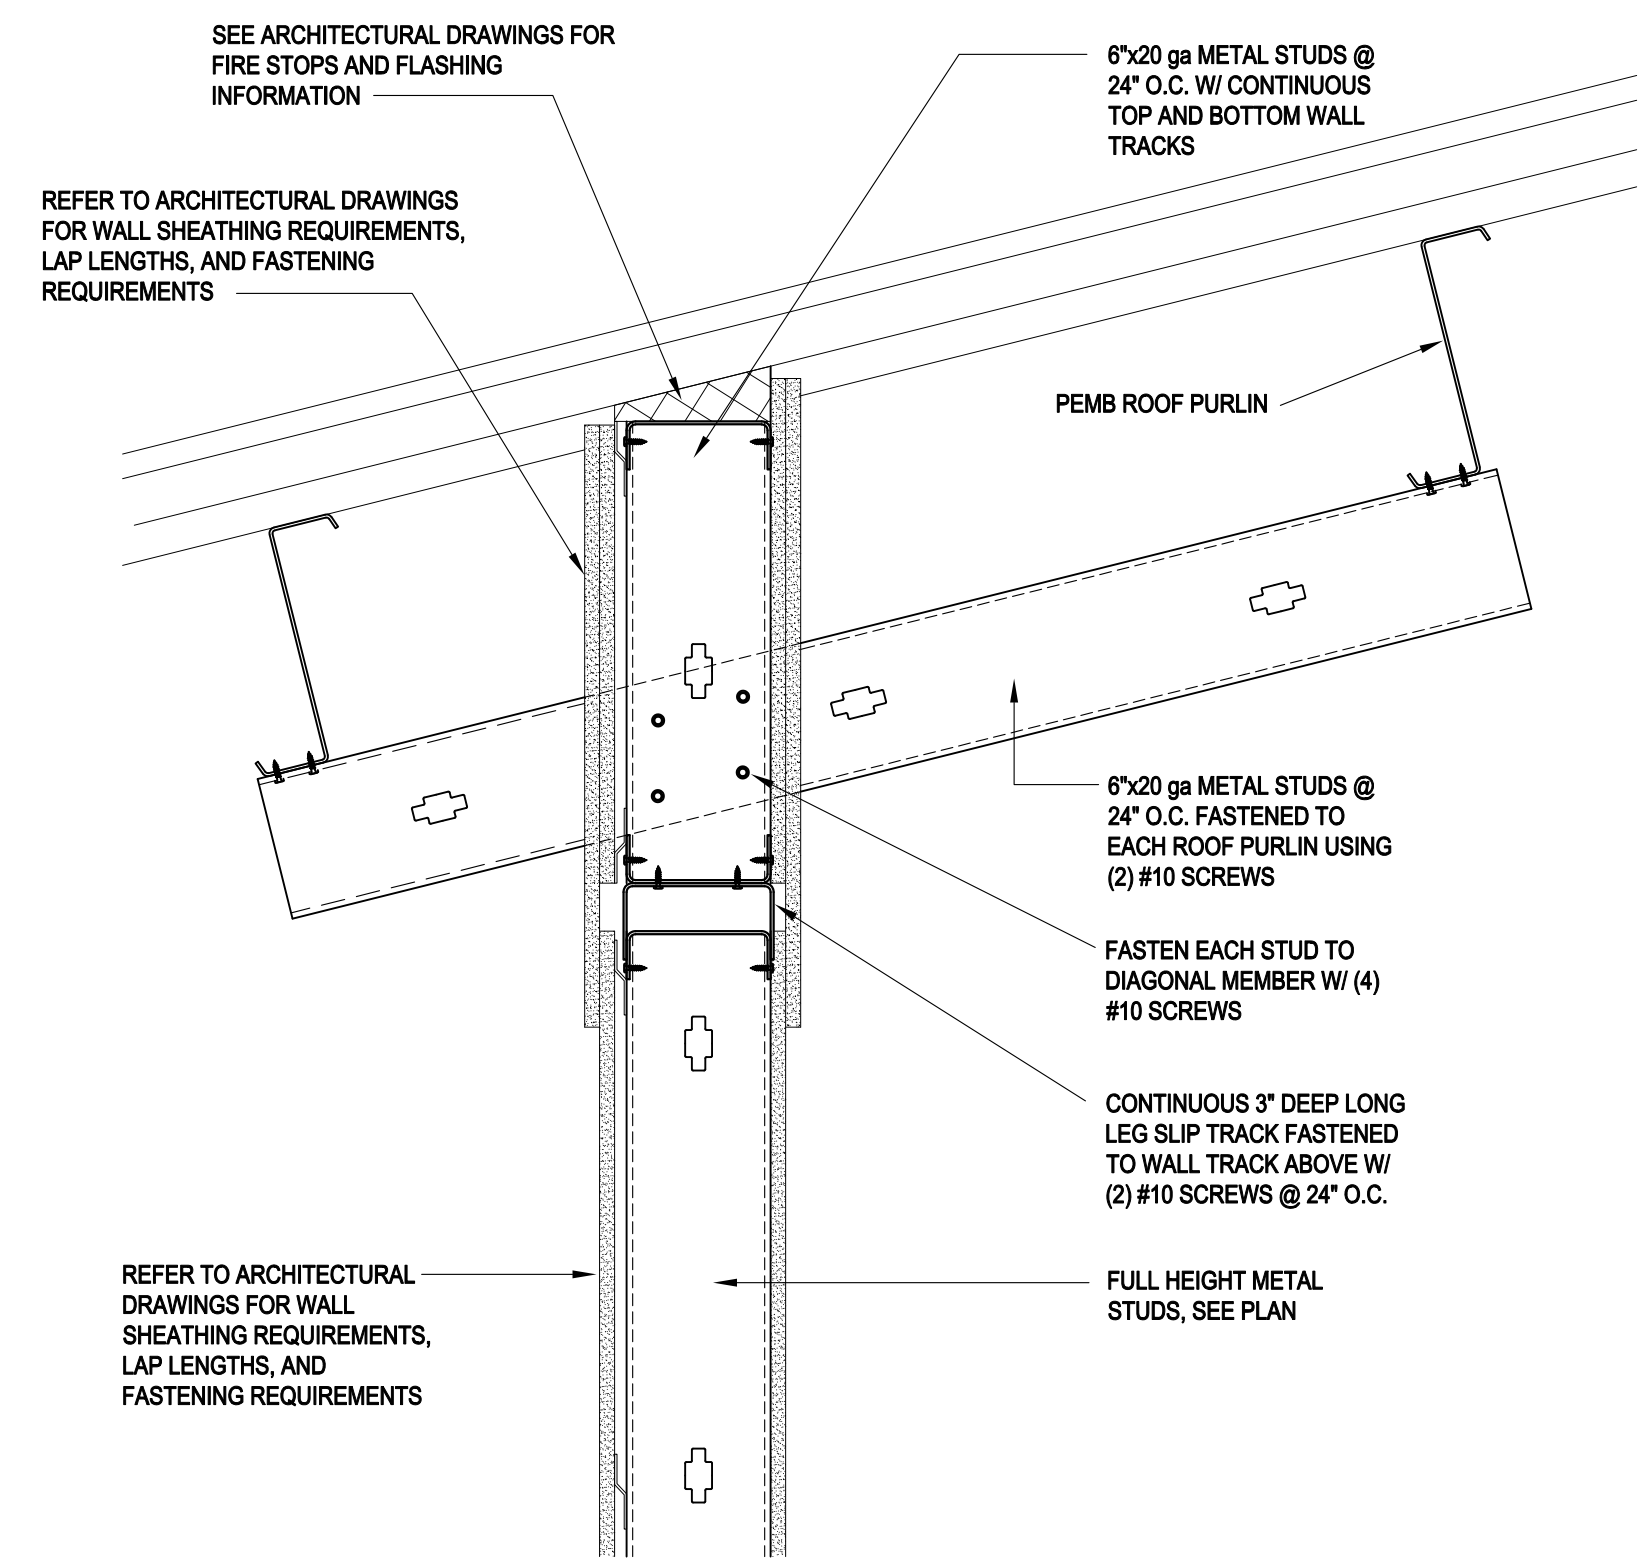 SEE ARCHITECTURAL DRAWINGS FOR
FIRE STOPS AND FLASHING
INFORMATION
6"x20 ga METAL STUDS @
24" O.C. W/ CONTINUOUS
TOP AND BOTTOM WALL
TRACKS
REFER TO ARCHITECTURAL DRAWINGS
FOR WALL SHEATHING REQUIREMENTS,
LAP LENGTHS, AND FASTENING
REQUIREMENTS
PEMB ROOF PURLIN
6"x20 ga METAL STUDS @
24" O.C. FASTENED TO
EACH ROOF PURLIN USING
(2) #10 SCREWS
FASTEN EACH STUD TO
DIAGONAL MEMBER W/ (4)
#10 SCREWS
CONTINUOUS 3" DEEP LONG
LEG SLIP TRACK FASTENED
TO WALL TRACK ABOVE W/
(2) #10 SCREWS @ 24" O.C.
REFER TO ARCHITECTURAL
DRAWINGS FOR WALL
SHEATHING REQUIREMENTS,
LAP LENGTHS, AND
FASTENING REQUIREMENTS
FULL HEIGHT METAL
STUDS, SEE PLAN